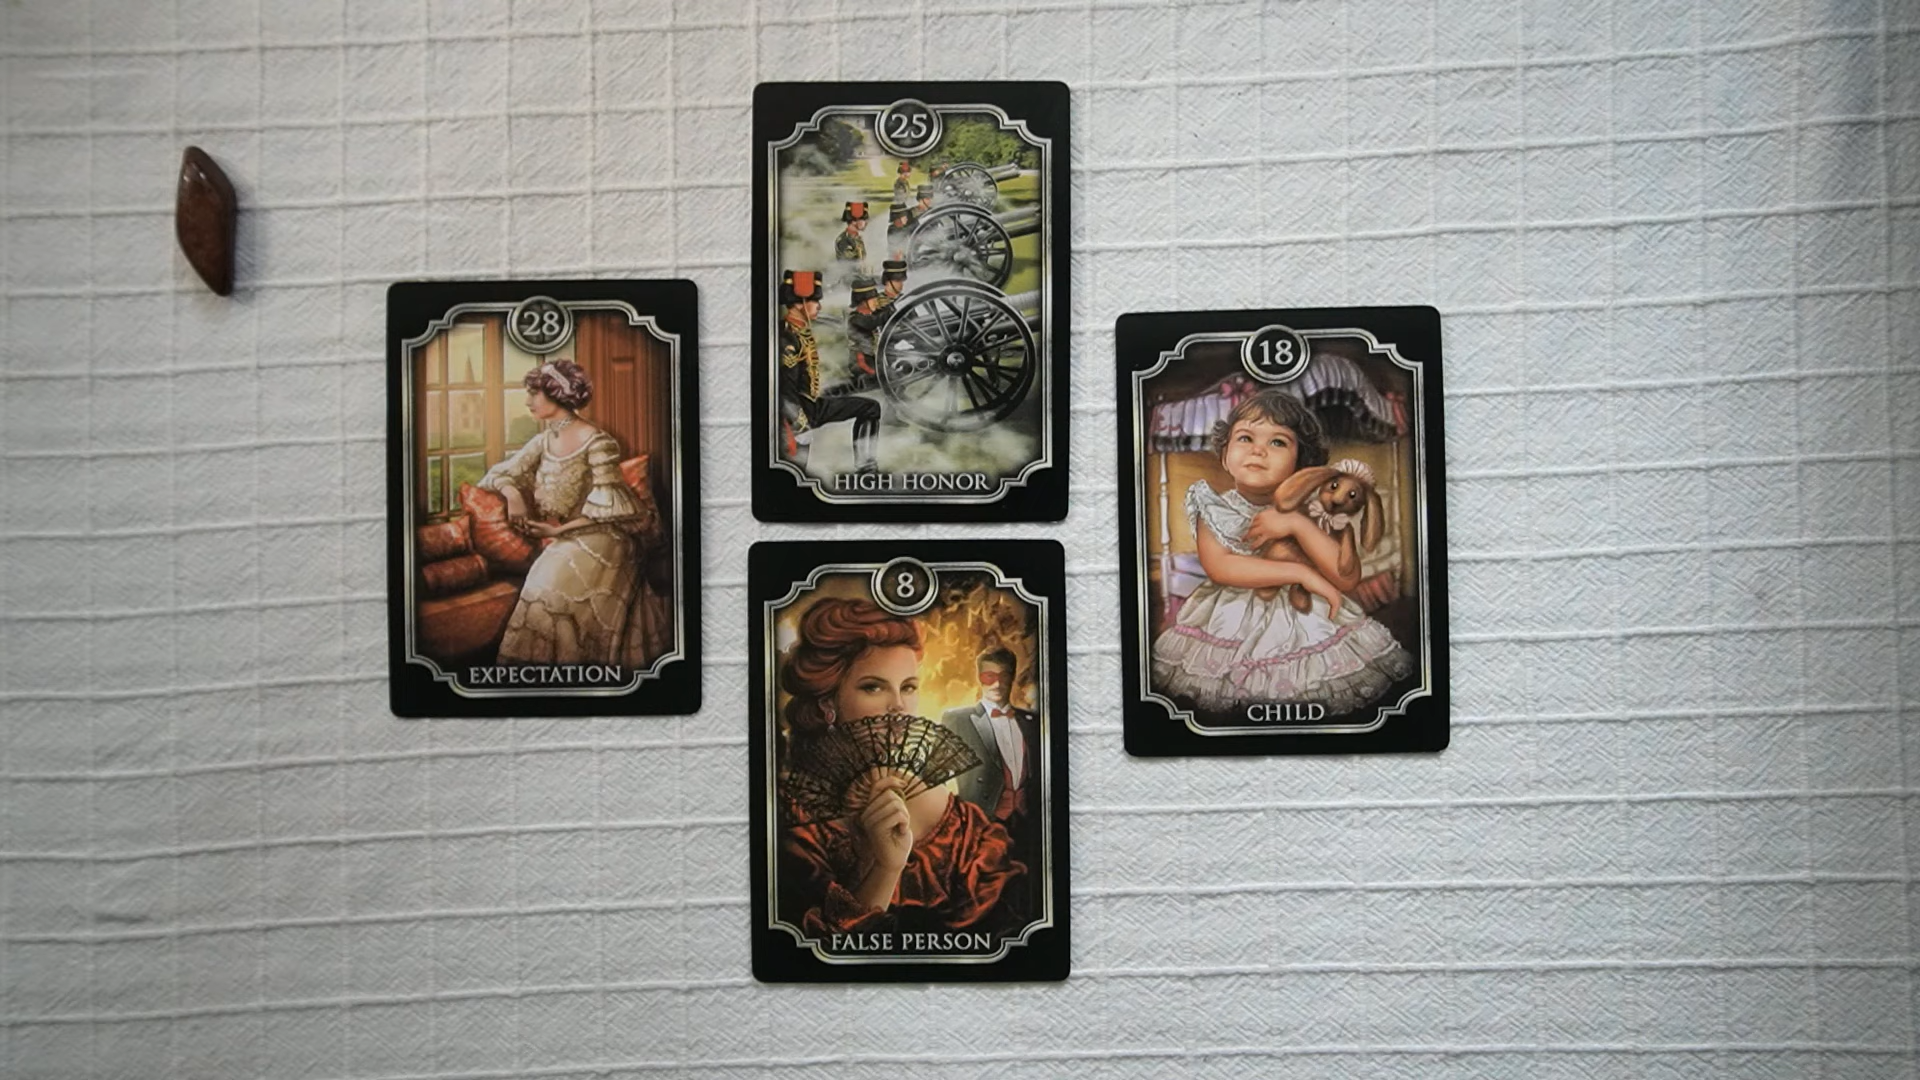 25
HIGH HONOR
28
EXPECTATION
18
CHILD
8
FALSE PERSON